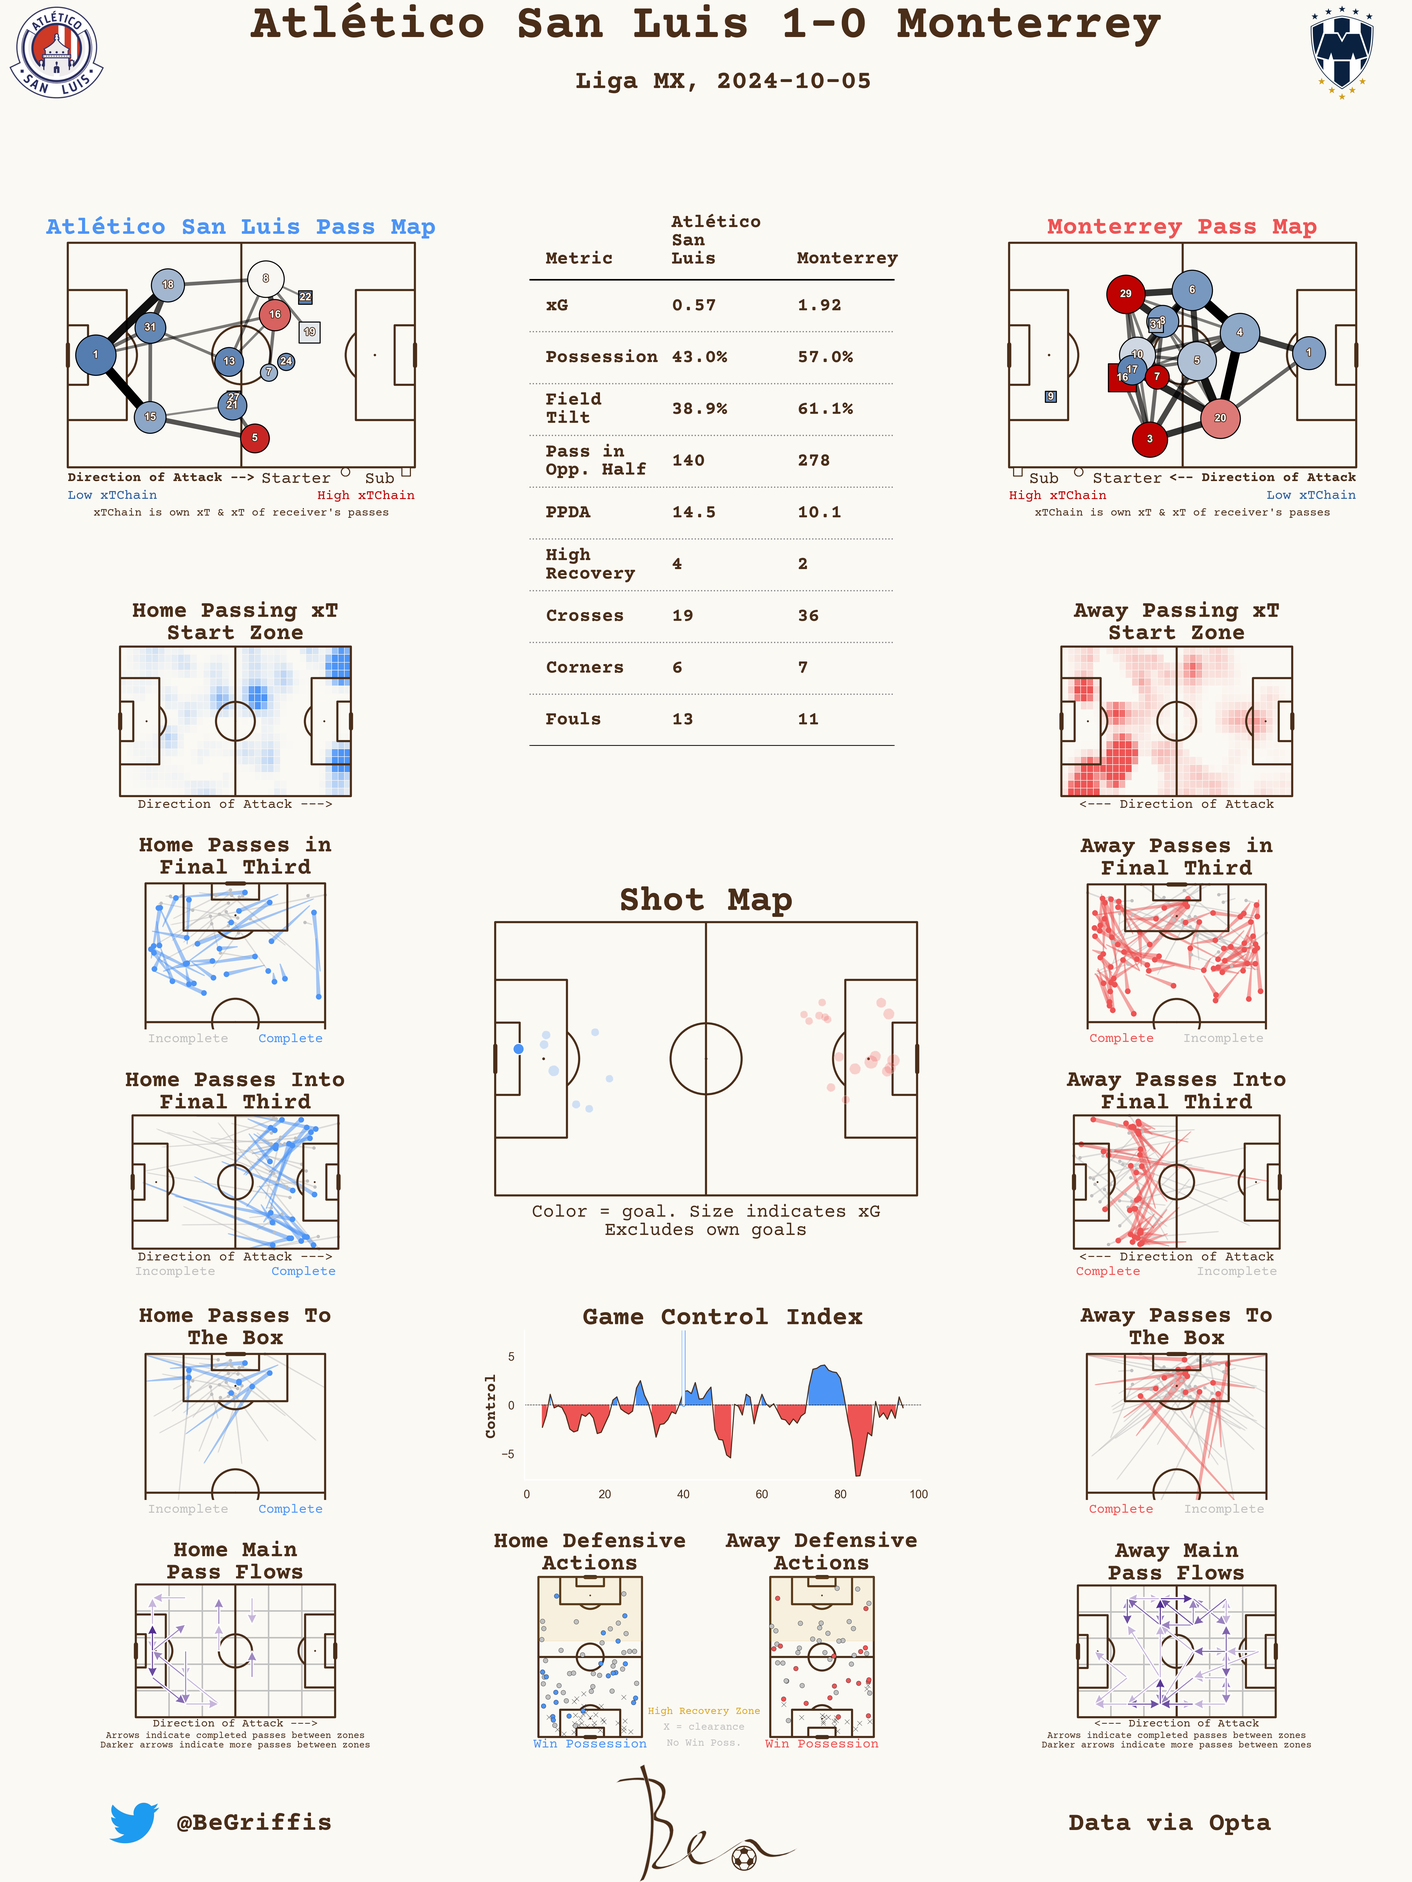 Atlético San Luis 1-0 Monterrey
Liga MX, 2024-10-05
ATLÉTICO
SAN LUIS
Atlético San Luis Pass Map
18
8
22
31
16
19
1
13
24
7
27
21
15
5
Direction of Attack --> Starter Sub
Low xTChain High xTChain
xTChain is own xT & xT of receiver's passes
Atlético
San
Metric Luis Monterrey
xG 0.57 1.92
Possession 43.0% 57.0%
Field
Tilt 38.9% 61.1%
Pass in
Opp. Half 140 278
PPDA 14.5 10.1
High
Recovery 4 2
Crosses 19 36
Corners 6 7
Fouls 13 11
Monterrey Pass Map
29
6
8
31
4
10
5
1
17
16
7
9
20
3
Sub Starter <-- Direction of Attack
High xTChain Low xTChain
xTChain is own xT & xT of receiver's passes
Home Passing xT
Start Zone
Direction of Attack --->
Away Passing xT
Start Zone
<--- Direction of Attack
Home Passes in
Final Third
Incomplete Complete
Away Passes in
Final Third
Complete Incomplete
Shot Map
Color = goal. Size indicates xG
Excludes own goals
Home Passes Into
Final Third
Direction of Attack --->
Incomplete Complete
Away Passes Into
Final Third
<--- Direction of Attack
Complete Incomplete
Home Passes To
The Box
Incomplete Complete
Game Control Index
Control
5
0
−5
0 20 40 60 80 100
Away Passes To
The Box
Complete Incomplete
Home Main
Pass Flows
Direction of Attack --->
Arrows indicate completed passes between zones
Darker arrows indicate more passes between zones
Home Defensive
Actions
Win Possession
High Recovery Zone
X = clearance
No Win Poss.
Away Defensive
Actions
Win Possession
Away Main
Pass Flows
<--- Direction of Attack
Arrows indicate completed passes between zones
Darker arrows indicate more passes between zones
@BeGriffis
Ben
Data via Opta